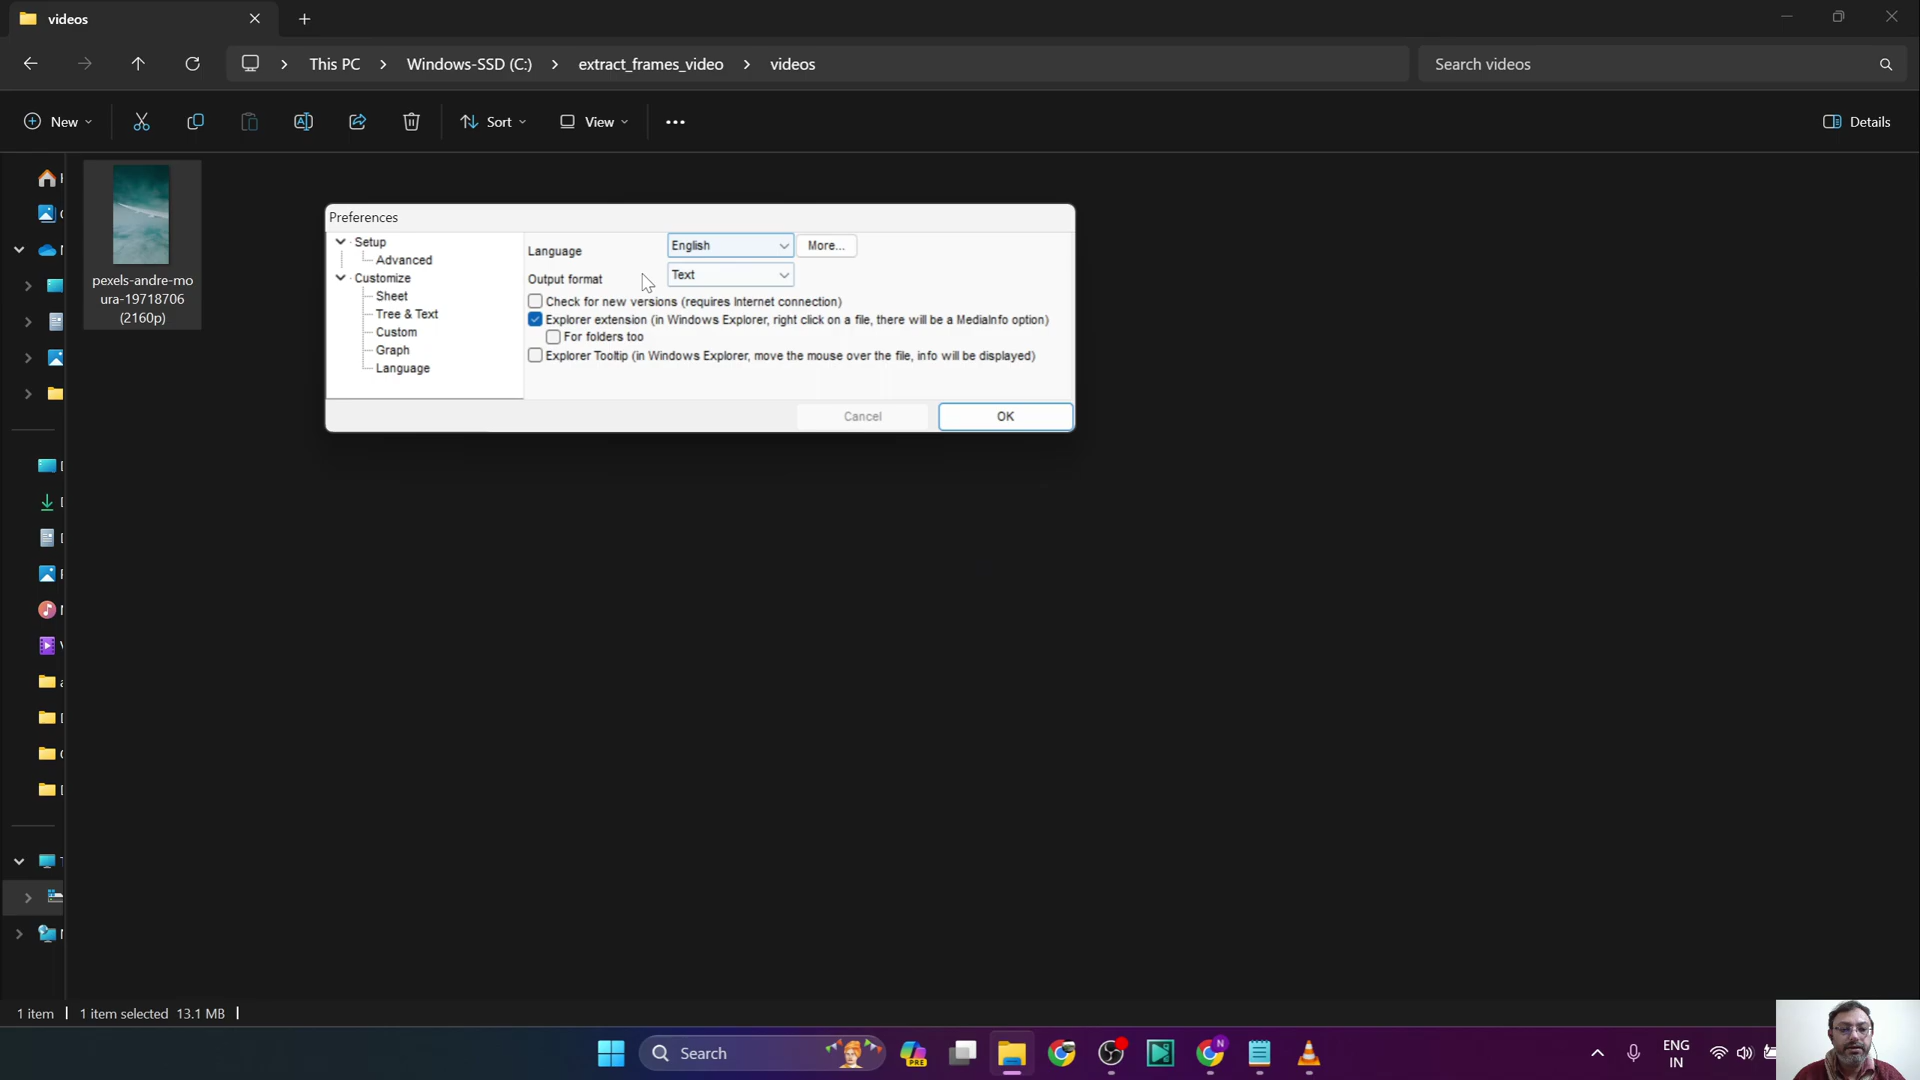 videos
This PC
Windows-SSD (C:)
extract_frames_video
videos
Search videos
New
Sort
View
Details
pexels-andre-mo
ura-19718706
(2160p)
Preferences
Setup
Advanced
Customize
Sheet
Tree & Text
Custom
Graph
Language
Language
English
More...
Output format
Text
Check for new versions (requires Internet connection)
Explorer extension (in Windows Explorer, right click on a file, there will be a MediaInfo option)
For folders too
Explorer Tooltip (in Windows Explorer, move the mouse over the file, info will be displayed)
Cancel
OK
1 item
1 item selected
13.1 MB
Search
PRE
N
ENG
IN